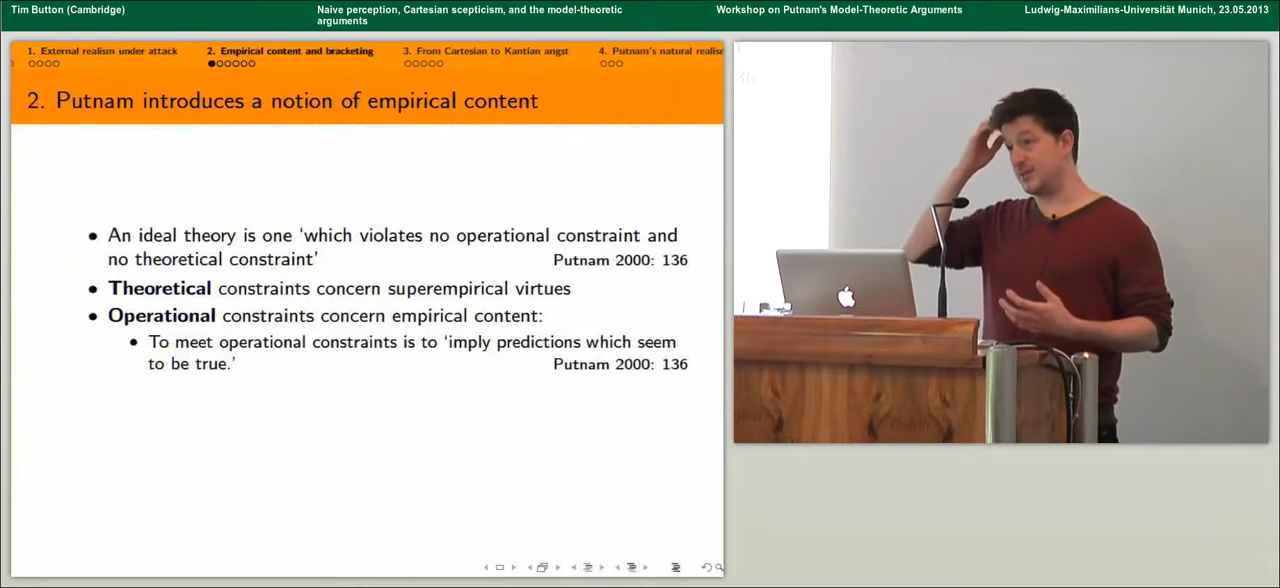 Tim Button (Cambridge)
Naive perception, Cartesian scepticism, and the model-theoretic
arguments
Workshop on Putnam's Model-Theoretic Arguments
Ludwig-Maximilians-Universität Munich, 23.05.2013
1. External realism under attack
2. Empirical content and bracketing
3. From Cartesian to Kantian angst
4. Putnam's natural realism
2. Putnam introduces a notion of empirical content
• An ideal theory is one ‘which violates no operational constraint and
no theoretical constraint’ Putnam 2000: 136
• Theoretical constraints concern superempirical virtues
• Operational constraints concern empirical content:
• To meet operational constraints is to ‘imply predictions which seem
to be true.’ Putnam 2000: 136